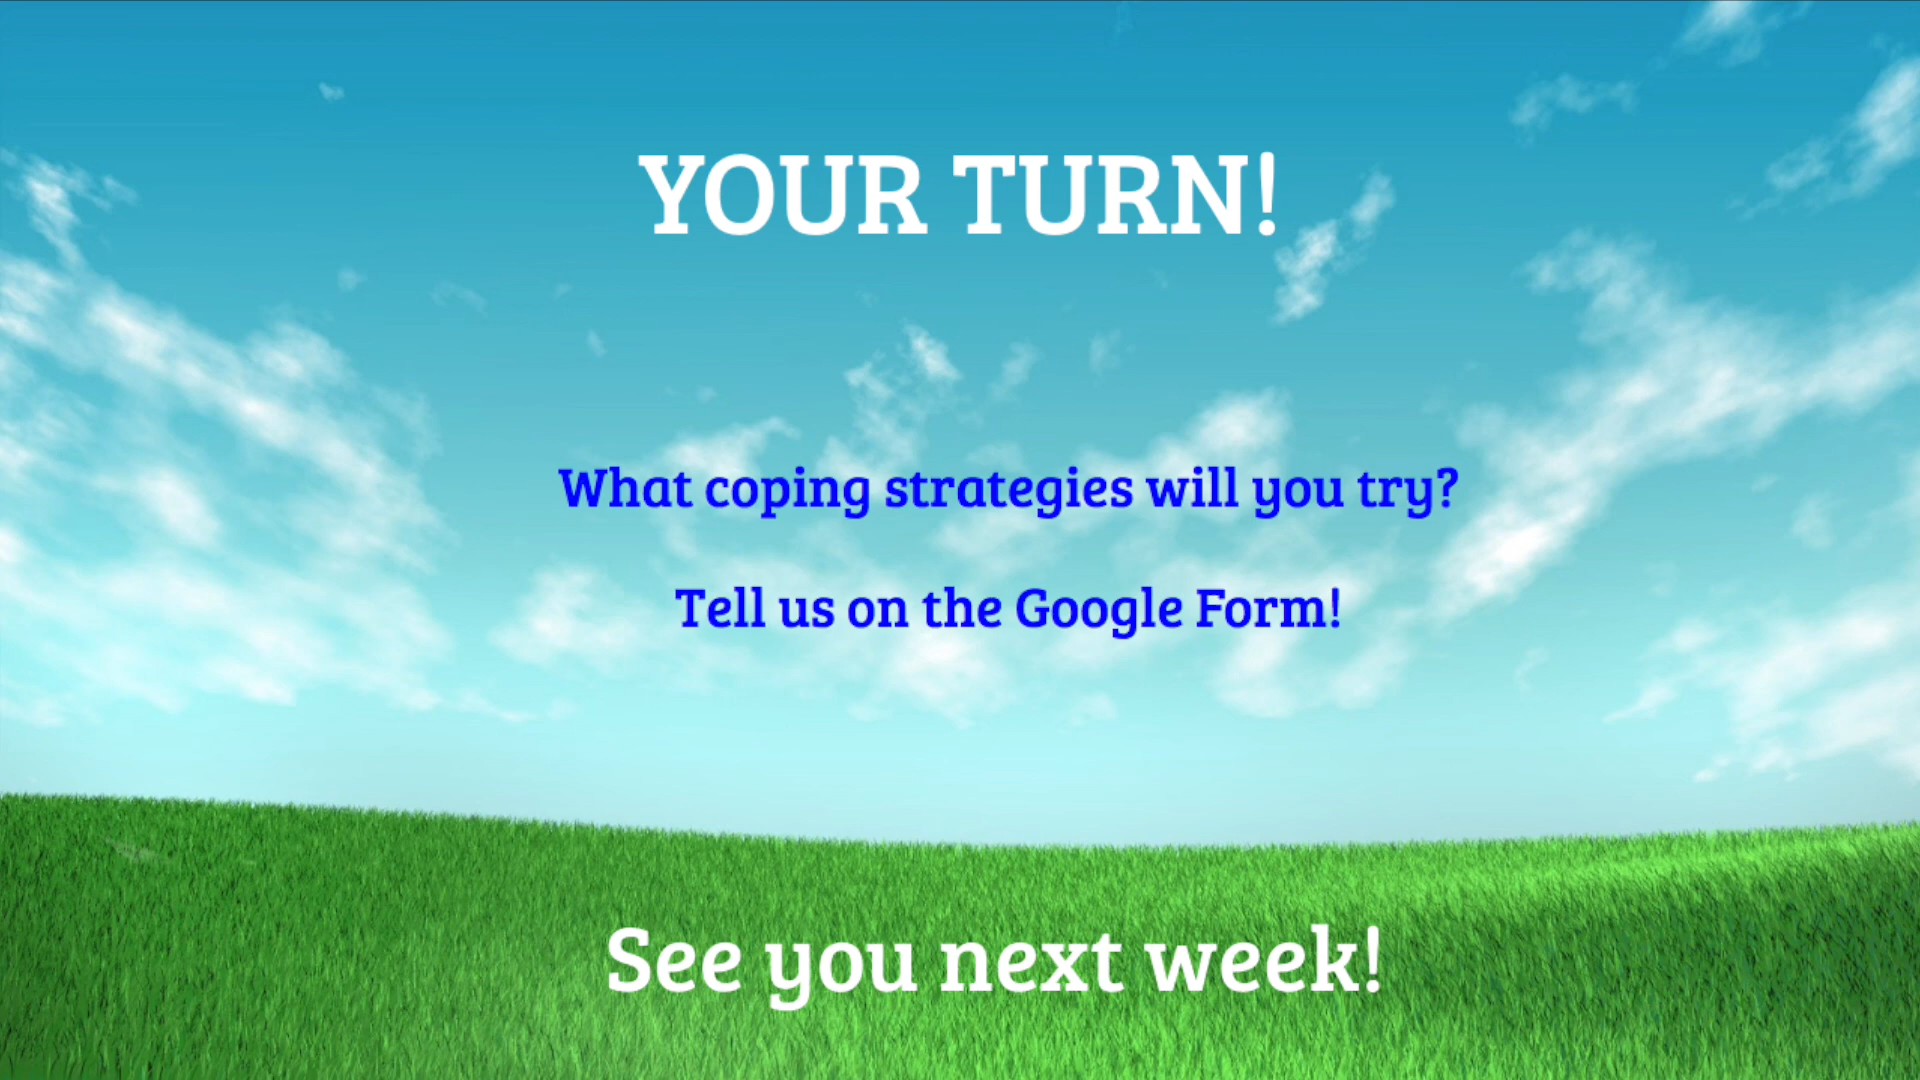 YOUR TURN!
What coping strategies will you try?
Tell us on the Google Form!
See you next week!